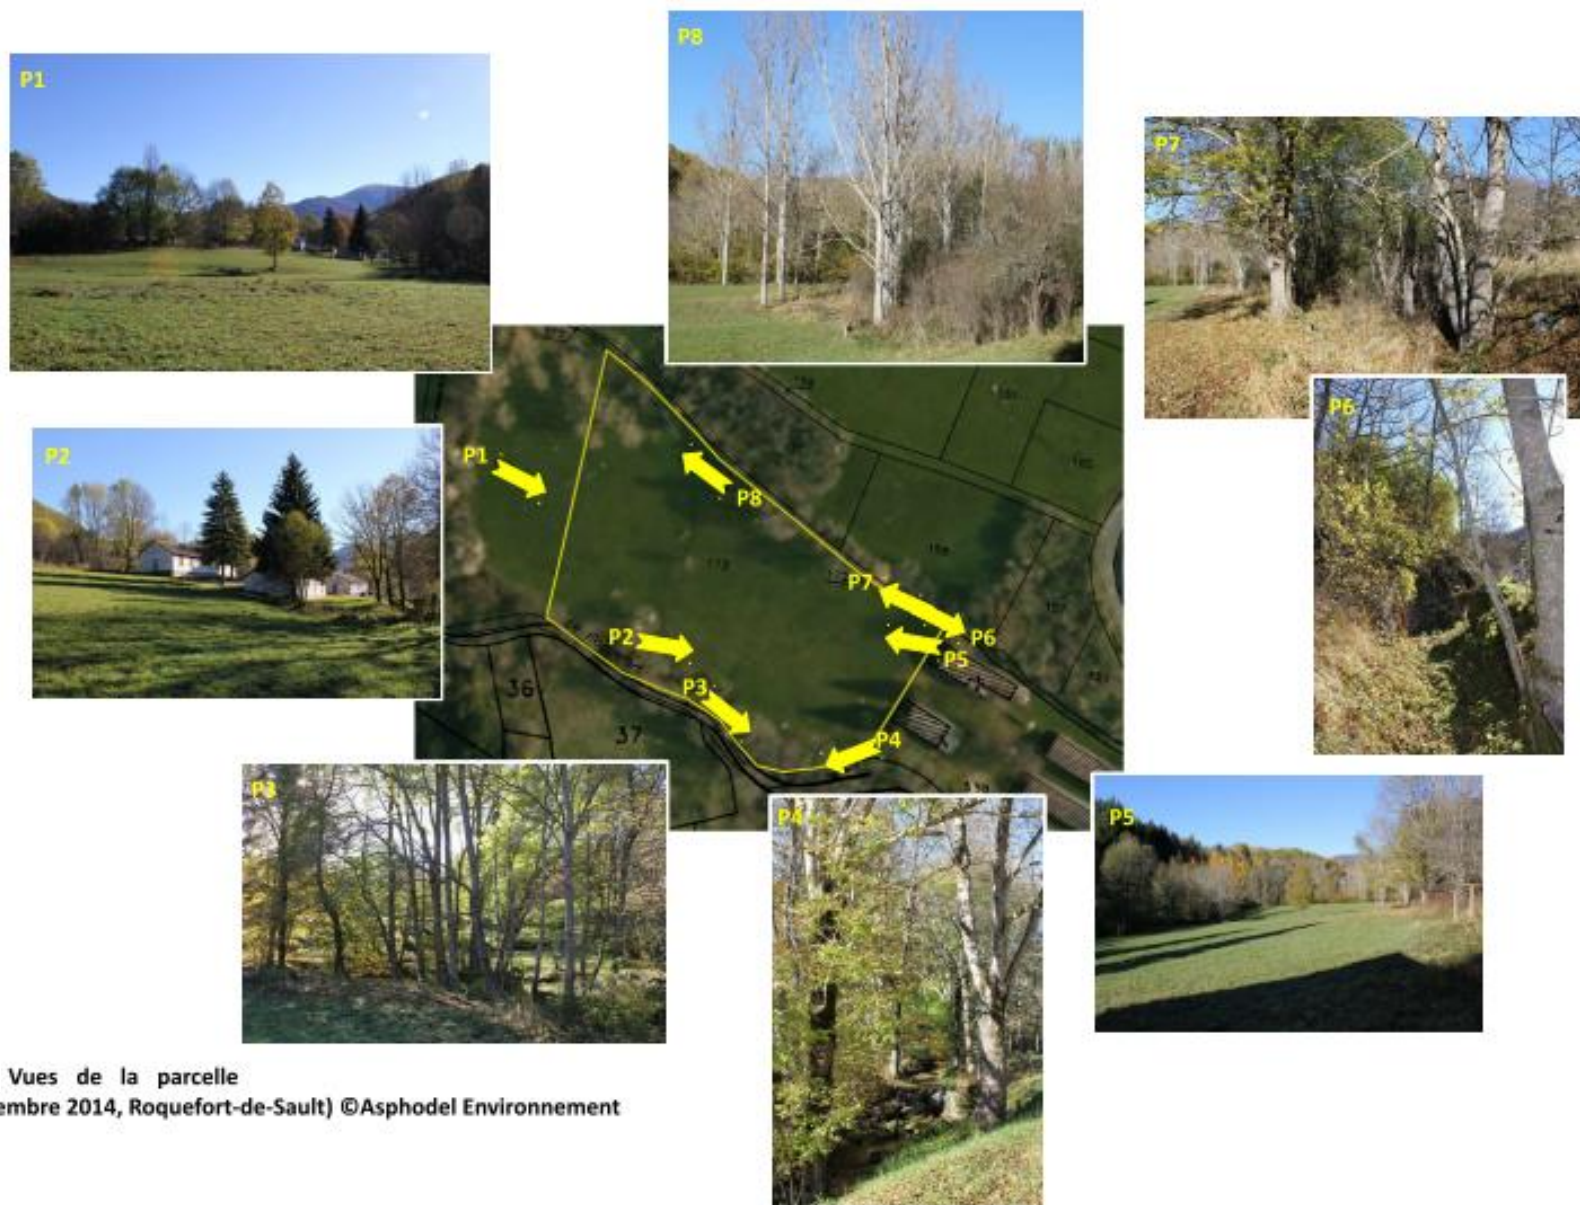 P8
P1
P7
P6
P2
P1
P8
P7
P2
P6
P5
P3
36
37
P4
P3
P4
P5
Vues de la parcelle
embre 2014, Roquefort-de-Sault) ©Asphodel Environnement